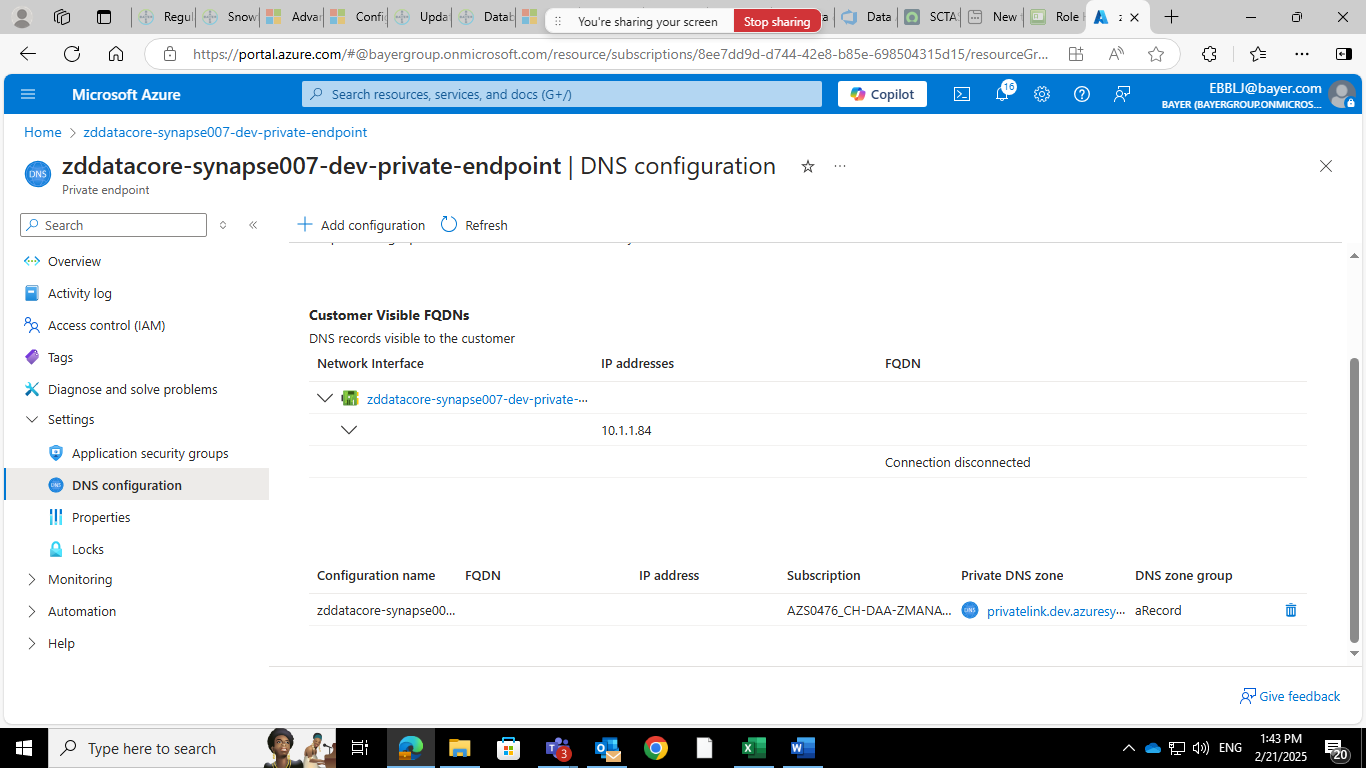 Regul
Snow
Adva
Config
Upda
Datab
You're sharing your screen
Stop sharing
Data
SCTAS
New
Role
https://portal.azure.com/#@bayergroup.onmicrosoft.com/resource/subscriptions/8ee7dd9d-d744-42e8-b85e-698504315d15/resourceGr...
Microsoft Azure
Search resources, services, and docs (G+/)
Copilot
16
EBBLJ@bayer.com
BAYER (BAYERGROUP.ONMICROS...
Home > zddatacore-synapse007-dev-private-endpoint
DNS
zddatacore-synapse007-dev-private-endpoint | DNS configuration
Private endpoint
Search
Add configuration
Refresh
Overview
Activity log
Access control (IAM)
Tags
Diagnose and solve problems
Settings
Application security groups
DNS configuration
Properties
Locks
Monitoring
Automation
Help
Customer Visible FQDNs
DNS records visible to the customer
Network Interface IP addresses FQDN
zddatacore-synapse007-dev-private-...
10.1.1.84
Connection disconnected
Configuration name FQDN IP address Subscription Private DNS zone DNS zone group
zddatacore-synapse00... AZS0476_CH-DAA-ZMANA... privatelink.dev.azuresy... aRecord
Give feedback
Type here to search
3
ENG
1:43 PM
2/21/2025
20